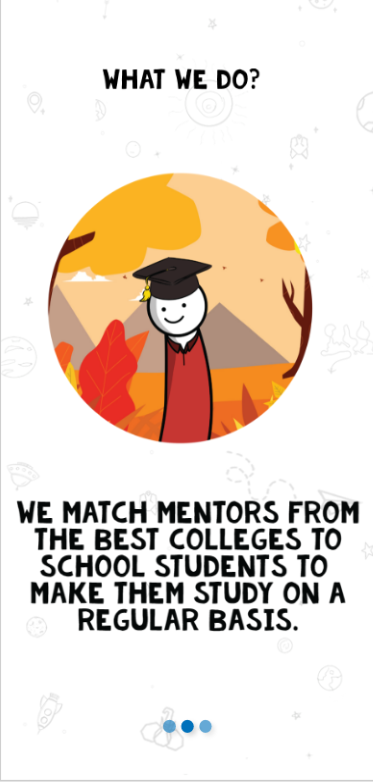 WHAT WE DO?
WE MATCH MENTORS FROM
THE BEST COLLEGES TO
SCHOOL STUDENTS TO
MAKE THEM STUDY ON A
REGULAR BASIS.